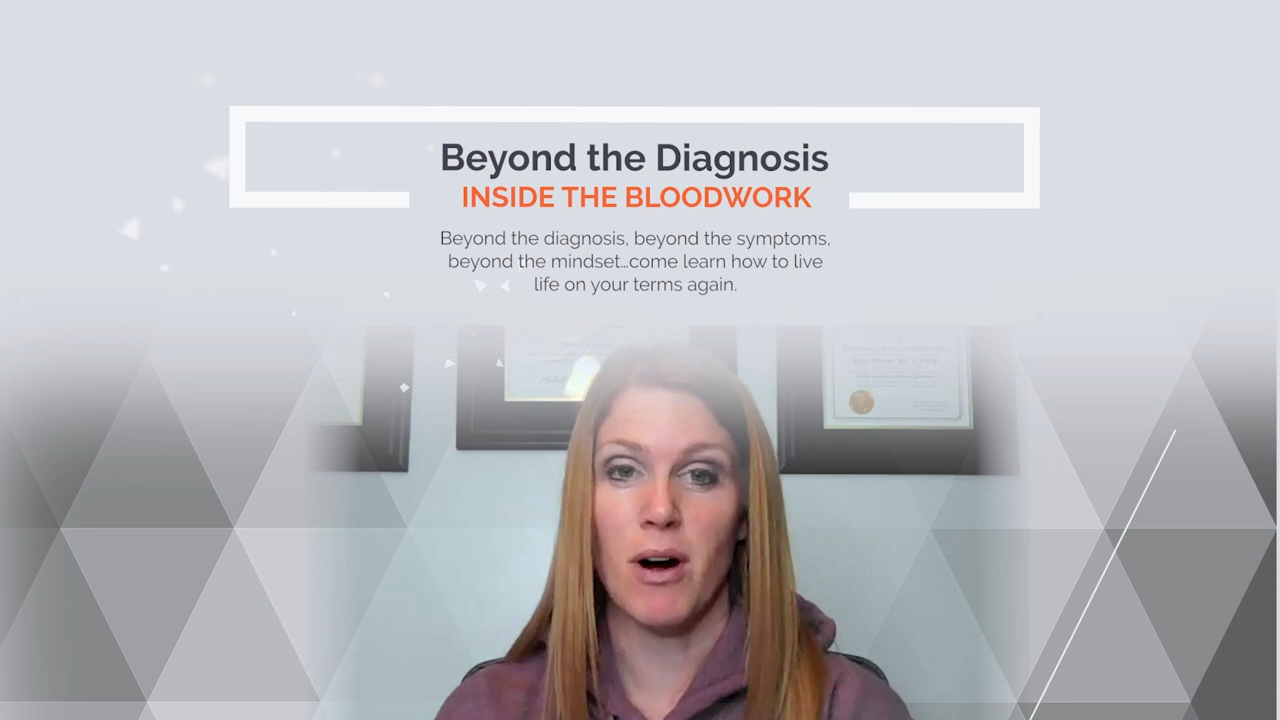 Beyond the Diagnosis
INSIDE THE BLOODWORK
Beyond the diagnosis, beyond the symptoms,
beyond the mindset...come learn how to live
life on your terms again.